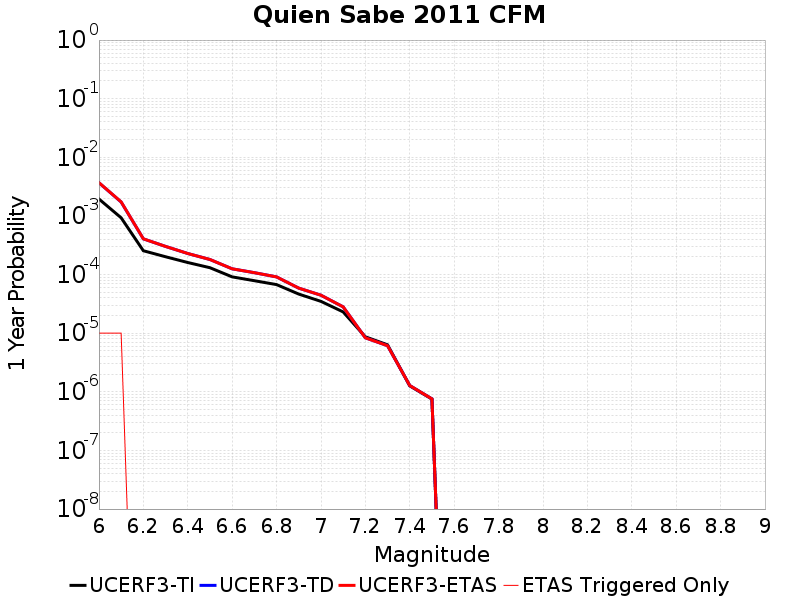 Quien Sabe 2011 CFM
1 Year Probability
10^0
10^-1
10^-2
10^-3
10^-4
10^-5
10^-6
10^-7
10^-8
6 6.2 6.4 6.6 6.8 7 7.2 7.4 7.6 7.8 8 8.2 8.4 8.6 8.8 9
Magnitude
UCERF3-TI UCERF3-TD UCERF3-ETAS ETAS Triggered Only